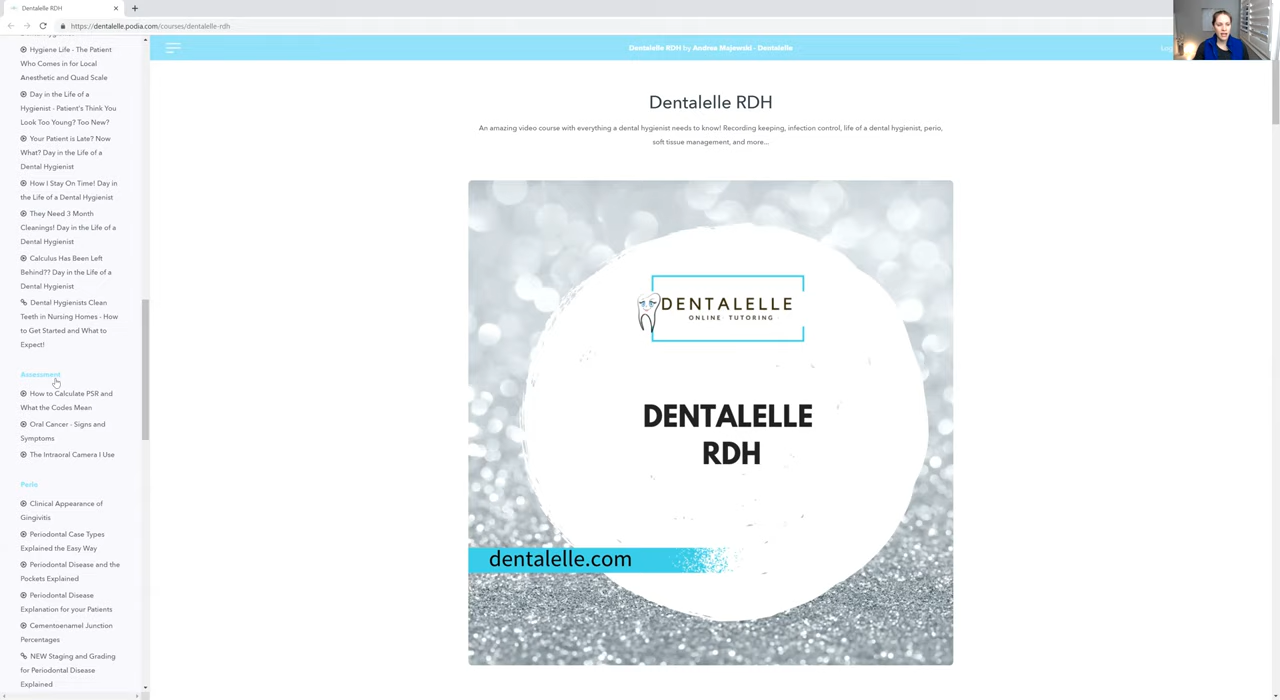 Dentalelle RDH
https://dentalelle.podia.com/courses/dentalelle-rdh
Hygiene Life - The Patient
Who Comes in for Local
Anesthetic and Quad Scale
Day in the Life of a
Hygienist - Patient's Think You
Look Too Young? Too New?
Your Patient is Late? Now
What? Day in the Life of a
Dental Hygienist
How I Stay On Time! Day in
the Life of a Dental Hygienist
They Need 3 Month
Cleanings! Day in the Life of a
Dental Hygienist
Calculus Has Been Left
Behind?? Day in the Life of a
Dental Hygienist
Dental Hygienists Clean
Teeth in Nursing Homes - How
to Get Started and What to
Expect!
Assessment
How to Calculate PSR and
What the Codes Mean
Oral Cancer - Signs and
Symptoms
The Intraoral Camera I Use
Perio
Clinical Appearance of
Gingivitis
Periodontal Case Types
Explained the Easy Way
Periodontal Disease and the
Pockets Explained
Periodontal Disease
Explanation for your Patients
Cementoenamel Junction
Percentages
NEW Staging and Grading
for Periodontal Disease
Explained
Dentalelle RDH by Andrea Majewski - Dentalelle
Dentalelle RDH
An amazing video course with everything a dental hygienist needs to know! Recording keeping, infection control, life of a dental hygienist, perio,
soft tissue management, and more...
DENTALELLE
ONLINE TUTORING
DENTALELLE
RDH
dentalelle.com